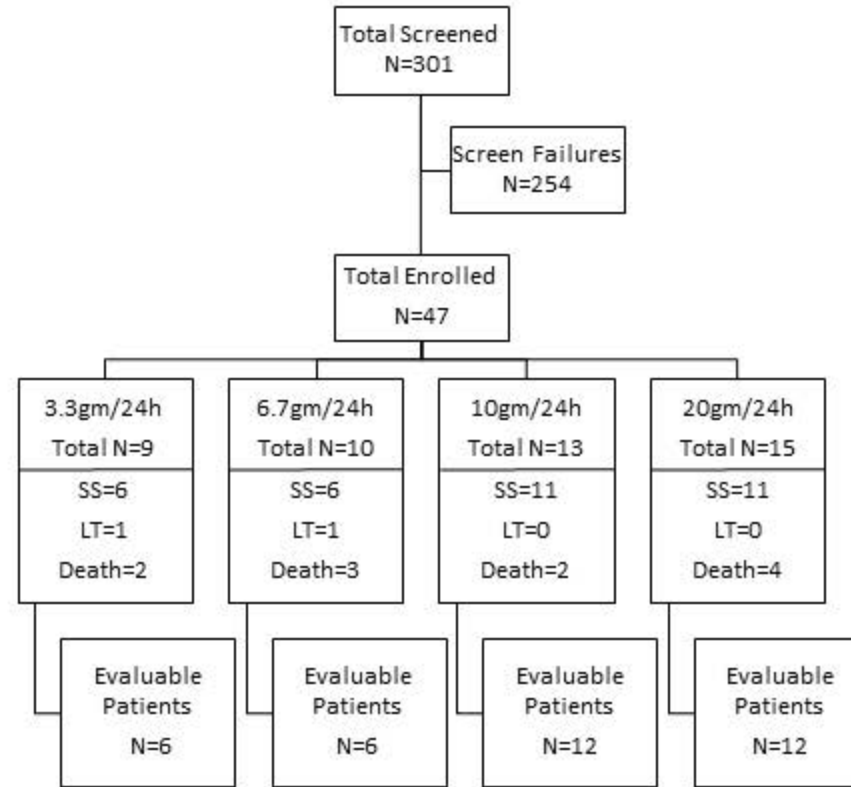 Total Screened
N=301
Screen Failures
N=254
Total Enrolled
N=47
3.3gm/24h
Total N=9
SS=6
LT=1
Death=2
6.7gm/24h
Total N=10
SS=6
LT=1
Death=3
10gm/24h
Total N=13
SS=11
LT=0
Death=2
20gm/24h
Total N=15
SS=11
LT=0
Death=4
Evaluable
Patients
N=6
Evaluable
Patients
N=6
Evaluable
Patients
N=12
Evaluable
Patients
N=12